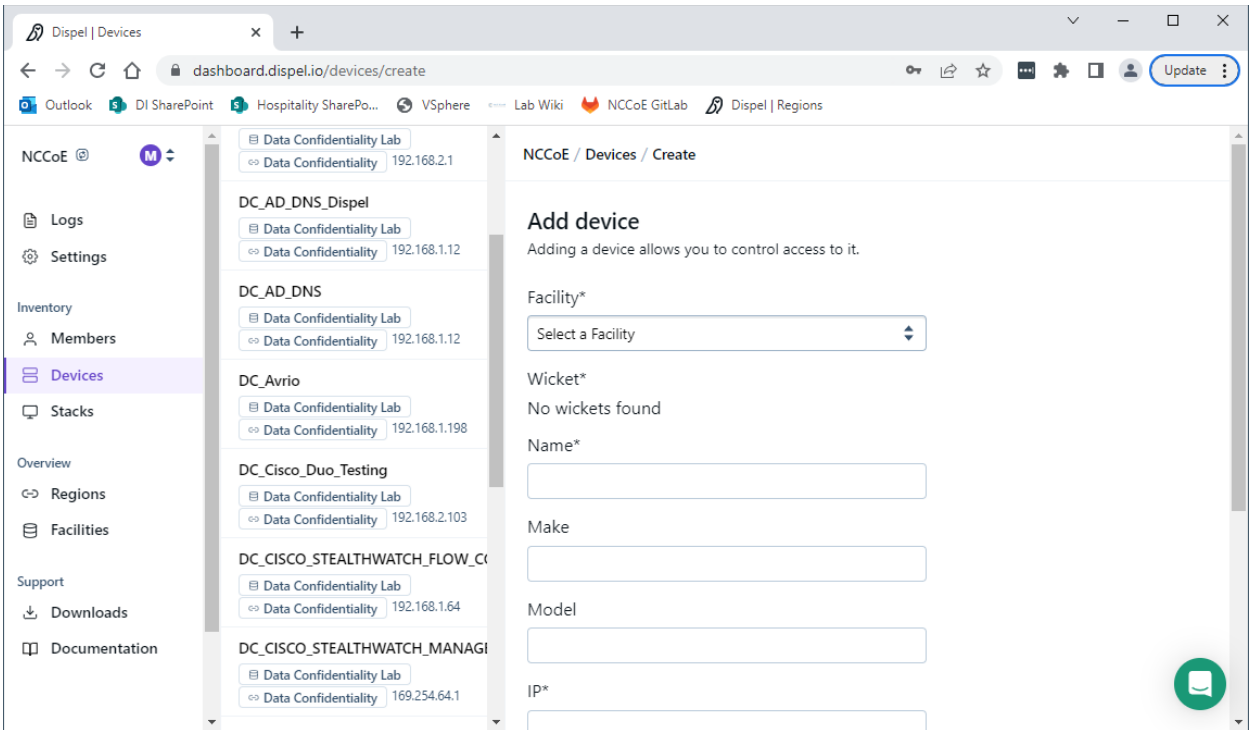 Dispel | Devices
dashboard.dispel.io/devices/create
Update
Outlook
DI SharePoint
Hospitality SharePo...
VSphere
Lab Wiki
NCCoE GitLab
Dispel | Regions
NCCoE
M
Logs
Settings
Inventory
Members
Devices
Stacks
Overview
Regions
Facilities
Support
Downloads
Documentation
Data Confidentiality Lab
Data Confidentiality 192.168.2.1
DC_AD_DNS_Dispel
Data Confidentiality Lab
Data Confidentiality 192.168.1.12
DC_AD_DNS
Data Confidentiality Lab
Data Confidentiality 192.168.1.12
DC_Avrio
Data Confidentiality Lab
Data Confidentiality 192.168.1.198
DC_Cisco_Duo_Testing
Data Confidentiality Lab
Data Confidentiality 192.168.2.103
DC_CISCO_STEALTHWATCH_FLOW_CO
Data Confidentiality Lab
Data Confidentiality 192.168.1.64
DC_CISCO_STEALTHWATCH_MANAGE
Data Confidentiality Lab
Data Confidentiality 169.254.64.1
NCCoE / Devices / Create
Add device
Adding a device allows you to control access to it.
Facility*
Select a Facility
Wicket*
No wickets found
Name*
Make
Model
IP*